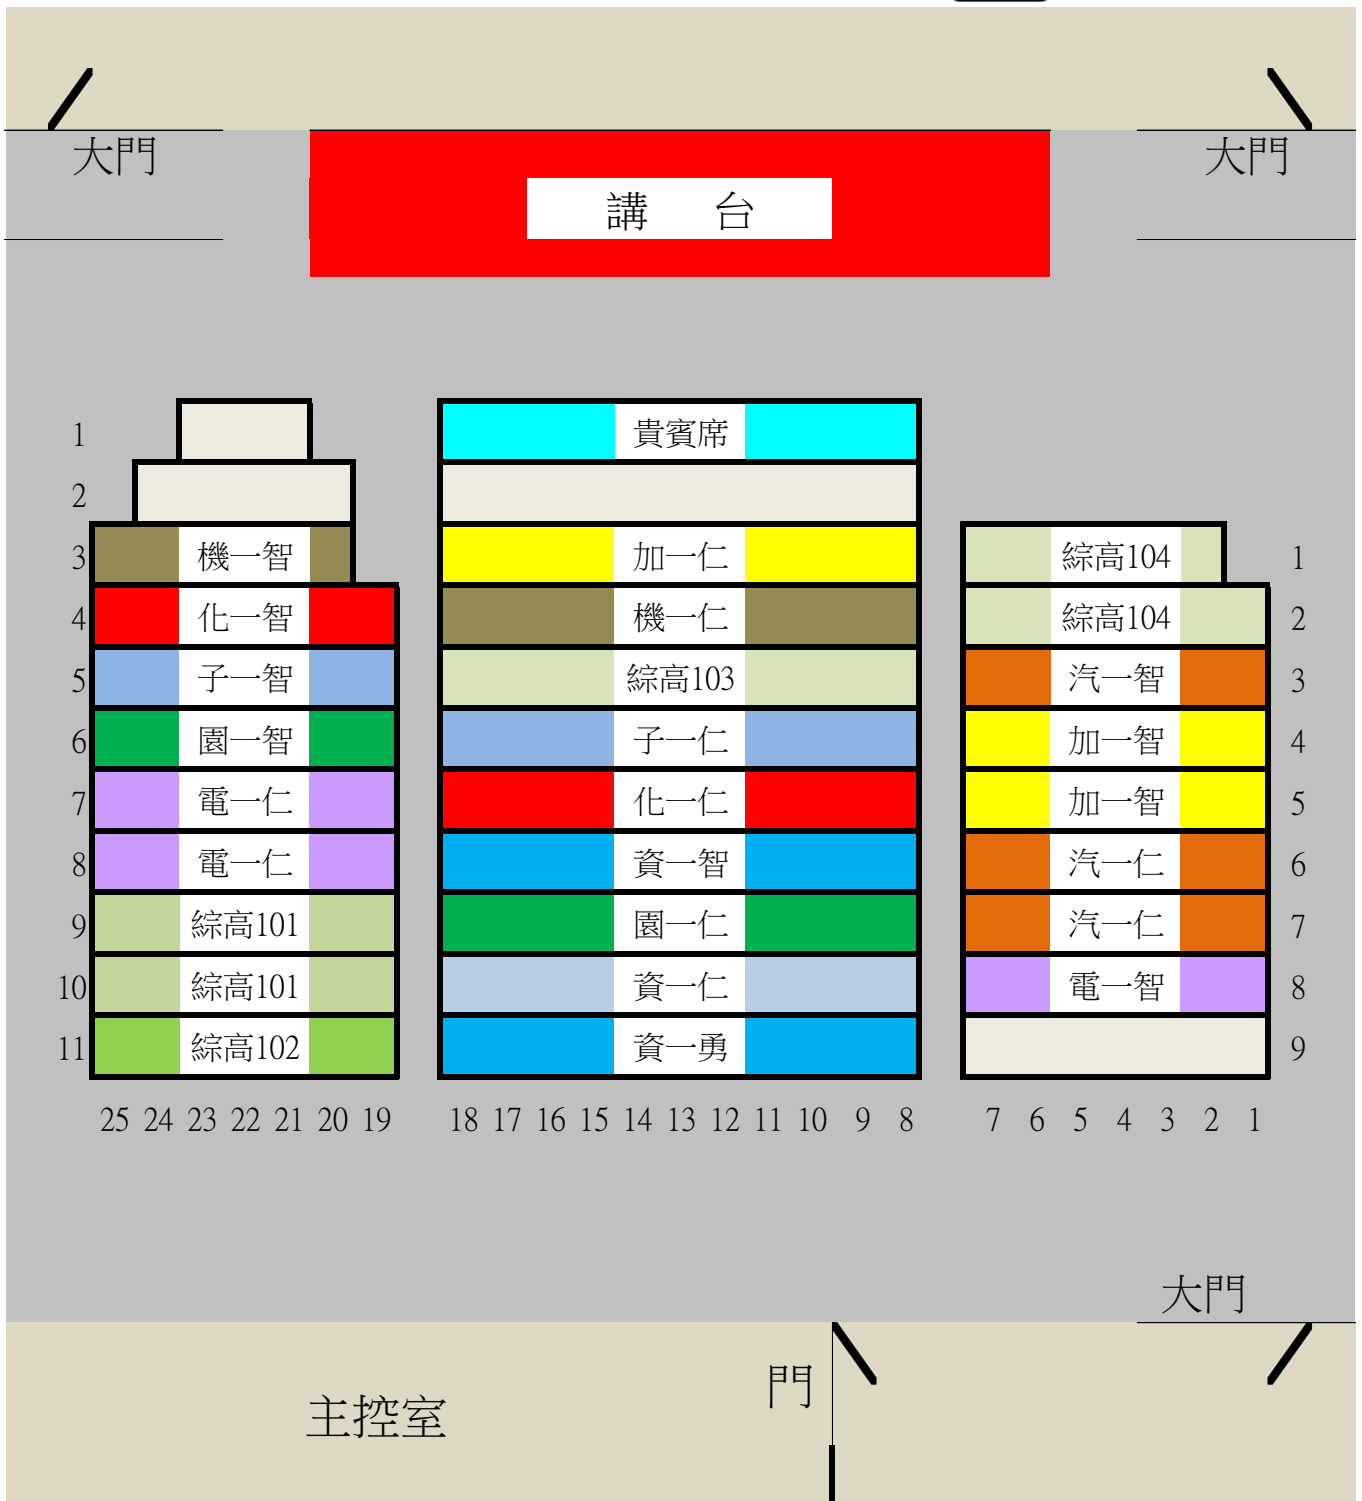 大門 大門
講 台
1 貴賓席
2
3 機一智 加一仁 綜高104 1
4 化一智 機一仁 綜高104 2
5 子一智 綜高103 汽一智 3
6 園一智 子一仁 加一智 4
7 電一仁 化一仁 加一智 5
8 電一仁 資一智 汽一仁 6
9 綜高101 園一仁 汽一仁 7
10 綜高101 資一仁 電一智 8
11 綜高102 資一勇 9
25 24 23 22 21 20 19 18 17 16 15 14 13 12 11 10 9 8 7 6 5 4 3 2 1
大門
門
主控室